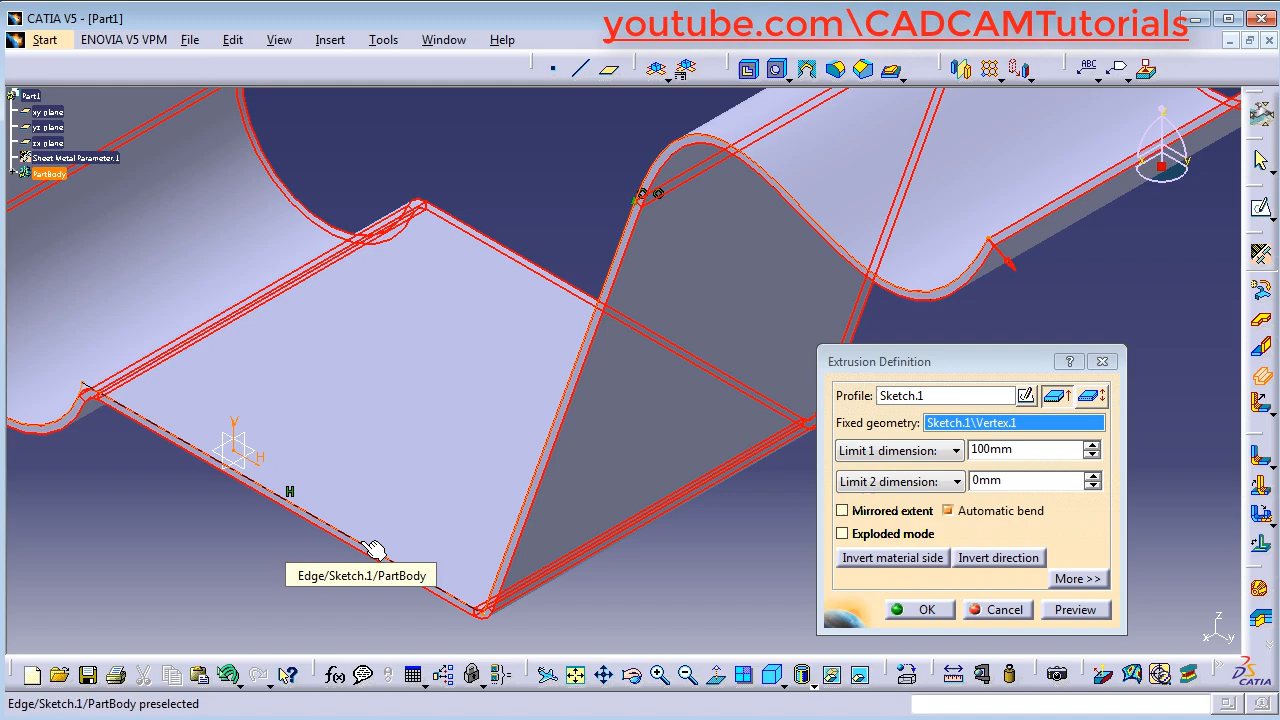 CATIA V5 - [Part1]
youtube.com\CADCAMTutorials
Start ENOVIA V5 VPM File Edit View Insert Tools Window Help
ABC
Part1
xy plane
yz plane
zx plane
Sheet Metal Parameter.1
PartBody
z
y
Y
H
H
Edge/Sketch.1/PartBody
Extrusion Definition
?
Profile: Sketch.1
Fixed geometry: Sketch.1\Vertex.1
Limit 1 dimension: 100mm
Limit 2 dimension: 0mm
Mirrored extent Automatic bend
Exploded mode
Invert material side Invert direction
More >>
OK Cancel Preview
z
x y
f(x)
DS
CATIA
Edge/Sketch.1/PartBody preselected